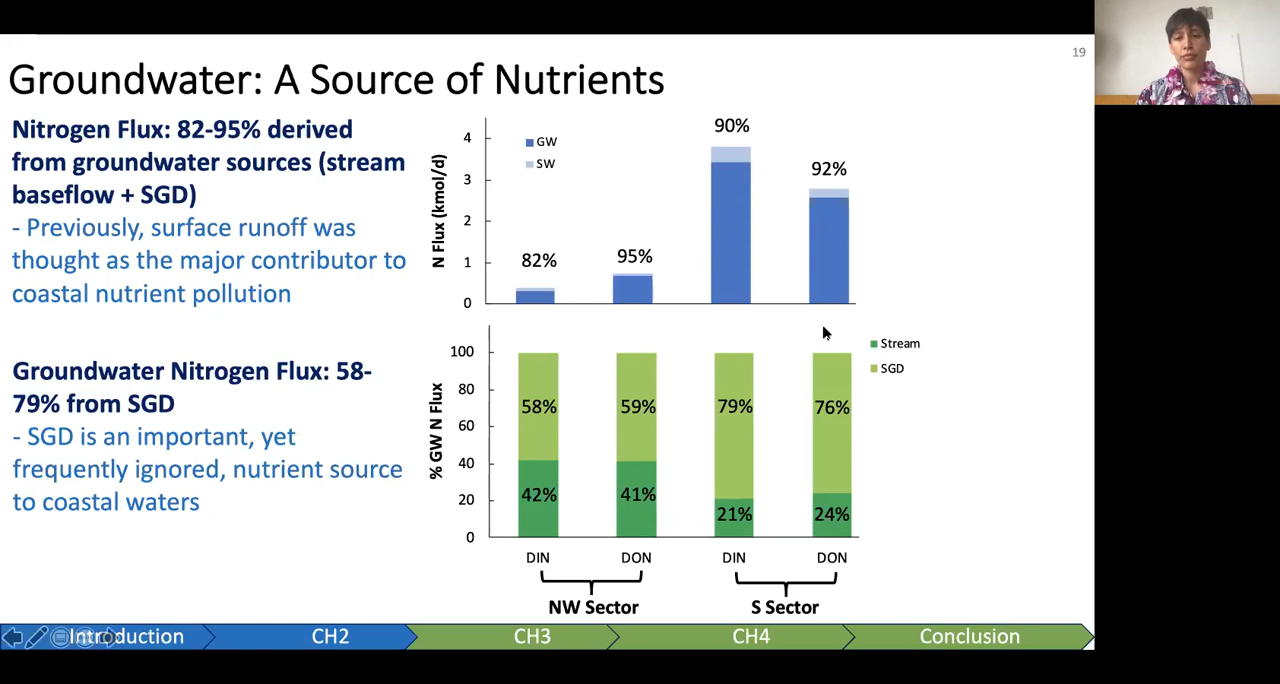 19
Groundwater: A Source of Nutrients
Nitrogen Flux: 82-95% derived
from groundwater sources (stream
baseflow + SGD)
- Previously, surface runoff was
thought as the major contributor to
coastal nutrient pollution
Groundwater Nitrogen Flux: 58-
79% from SGD
- SGD is an important, yet
frequently ignored, nutrient source
to coastal waters
N Flux (kmol/d)
4
3
2
1
0
GW
SW
82%
95%
90%
92%
% GW N Flux
100
80
60
40
20
0
Stream
SGD
58%
59%
79%
76%
42%
41%
21%
24%
DIN
DON
DIN
DON
NW Sector
S Sector
Introduction
CH2
CH3
CH4
Conclusion